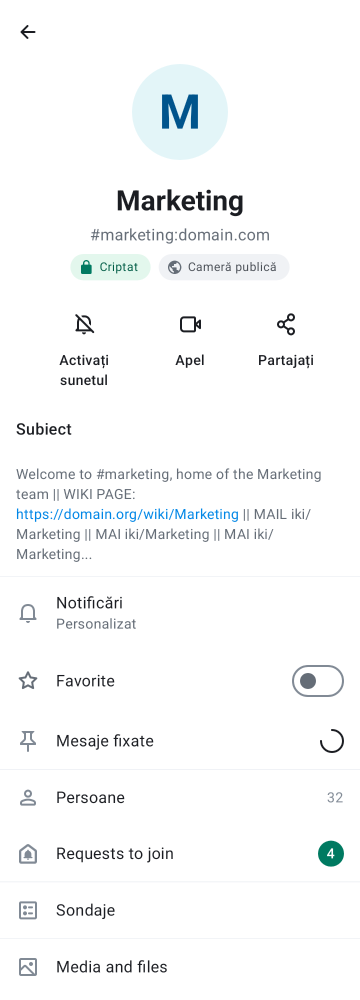 M
Marketing
#marketing:domain.com
Criptat
Cameră publică
Activați
sunetul
Apel
Partajați
Subiect
Welcome to #marketing, home of the Marketing
team || WIKI PAGE:
https://domain.org/wiki/Marketing || MAIL iki/
Marketing || MAI iki/Marketing || MAI iki/
Marketing...
Notificări
Personalizat
Favorite
Mesaje fixate
Persoane
32
Requests to join
4
Sondaje
Media and files